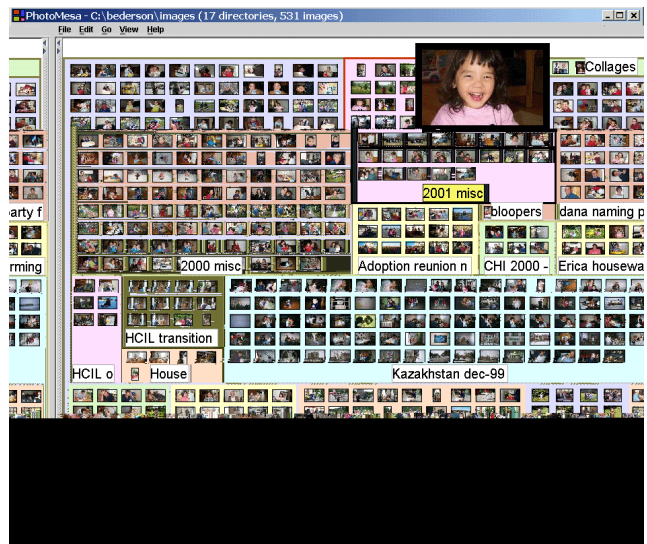 PhotoMesa - C:\bederson\images (17 directories, 531 images)
File Edit Go View Help
Collages
2001 misc
party f
bloopers
dana naming p
2000 misc
rming
Adoption reunion n
CHI 2000 -
Erica housewa
HCIL transition
HCIL o
House
Kazakhstan dec-99